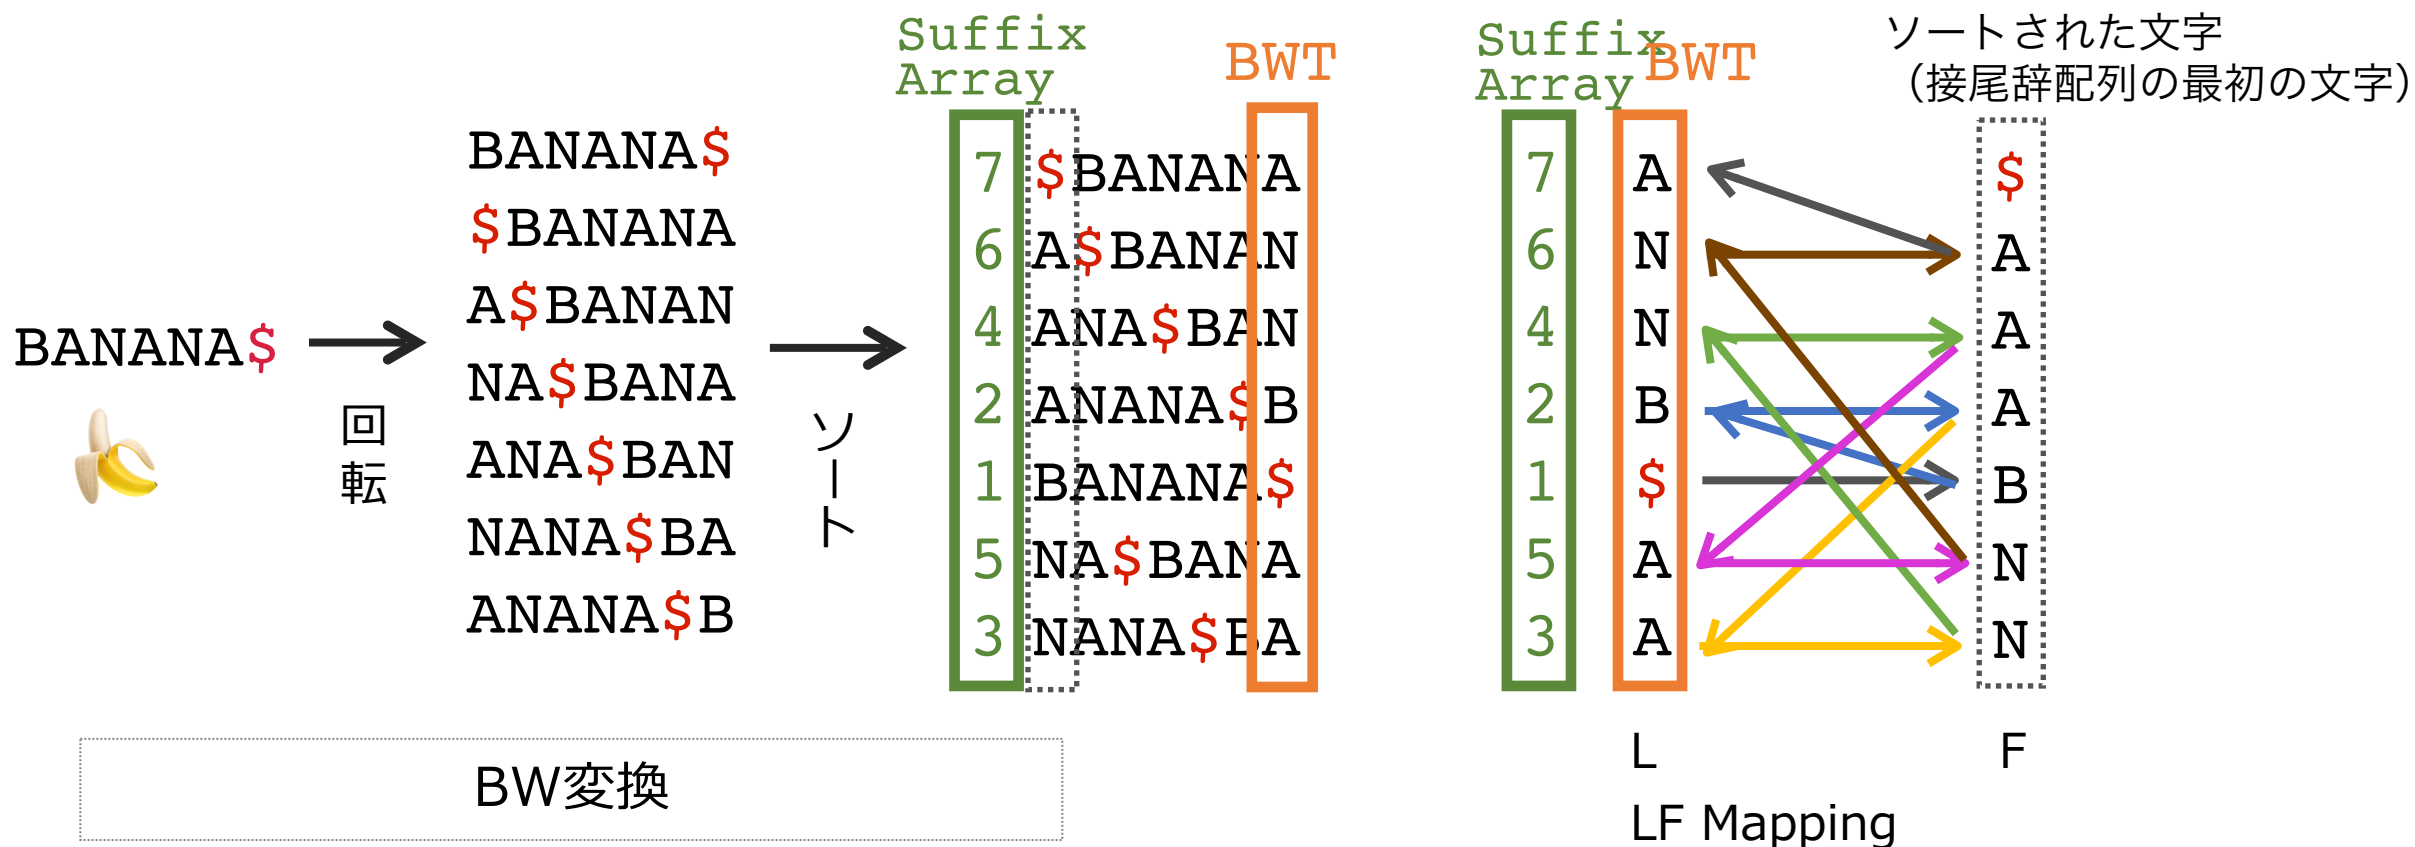 BANANA$
回転
BANANA$
$BANANA
A$BANAN
NA$BANA
ANA$BAN
NANA$BA
ANANA$B
ソート
Suffix
Array
BWT
7 $BANANA
6 A$BANAN
4 ANA$BAN
2 ANANA$B
1 BANANA$
5 NA$BANA
3 NANA$BA
BW変換
Suffix
Array
BWT
ソートされた文字
（接尾辞配列の最初の文字）
7 A $
6 N A
4 N A
2 B A
1 $ B
5 A N
3 A N
L F
LF Mapping